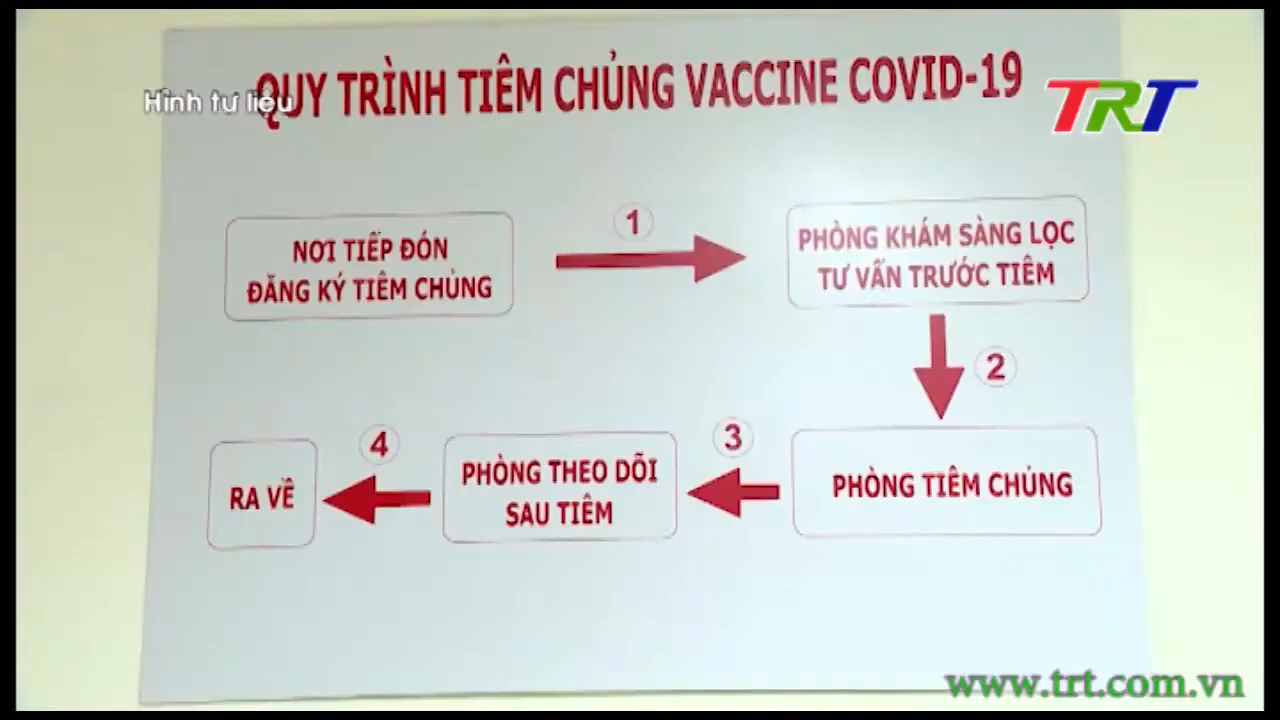 QUY TRÌNH TIÊM CHỦNG VACCINE COVID-19
Hình tư liệu
TRT
1
NƠI TIẾP ĐÓN
ĐĂNG KÝ TIÊM CHỦNG
PHÒNG KHÁM SÀNG LỌC
TƯ VẤN TRƯỚC TIÊM
2
PHÒNG TIÊM CHỦNG
3
PHÒNG THEO DÕI
SAU TIÊM
4
RA VỀ
www.trt.com.vn